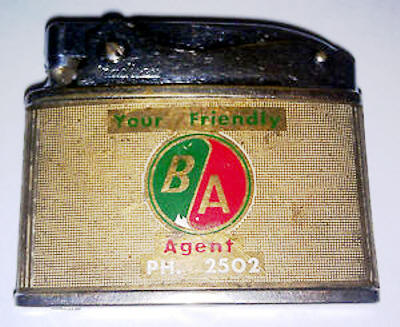 Your Friendly
BA
Agent
PH. 2502